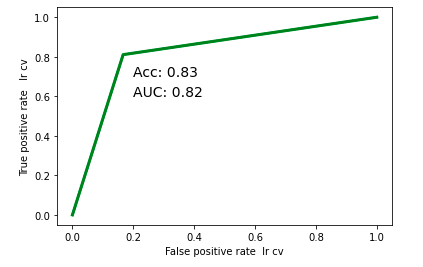 1.0
0.8
0.6
0.4
0.2
0.0
True positive rate  lr cv
Acc: 0.83
AUC: 0.82
0.0 0.2 0.4 0.6 0.8 1.0
False positive rate  lr cv